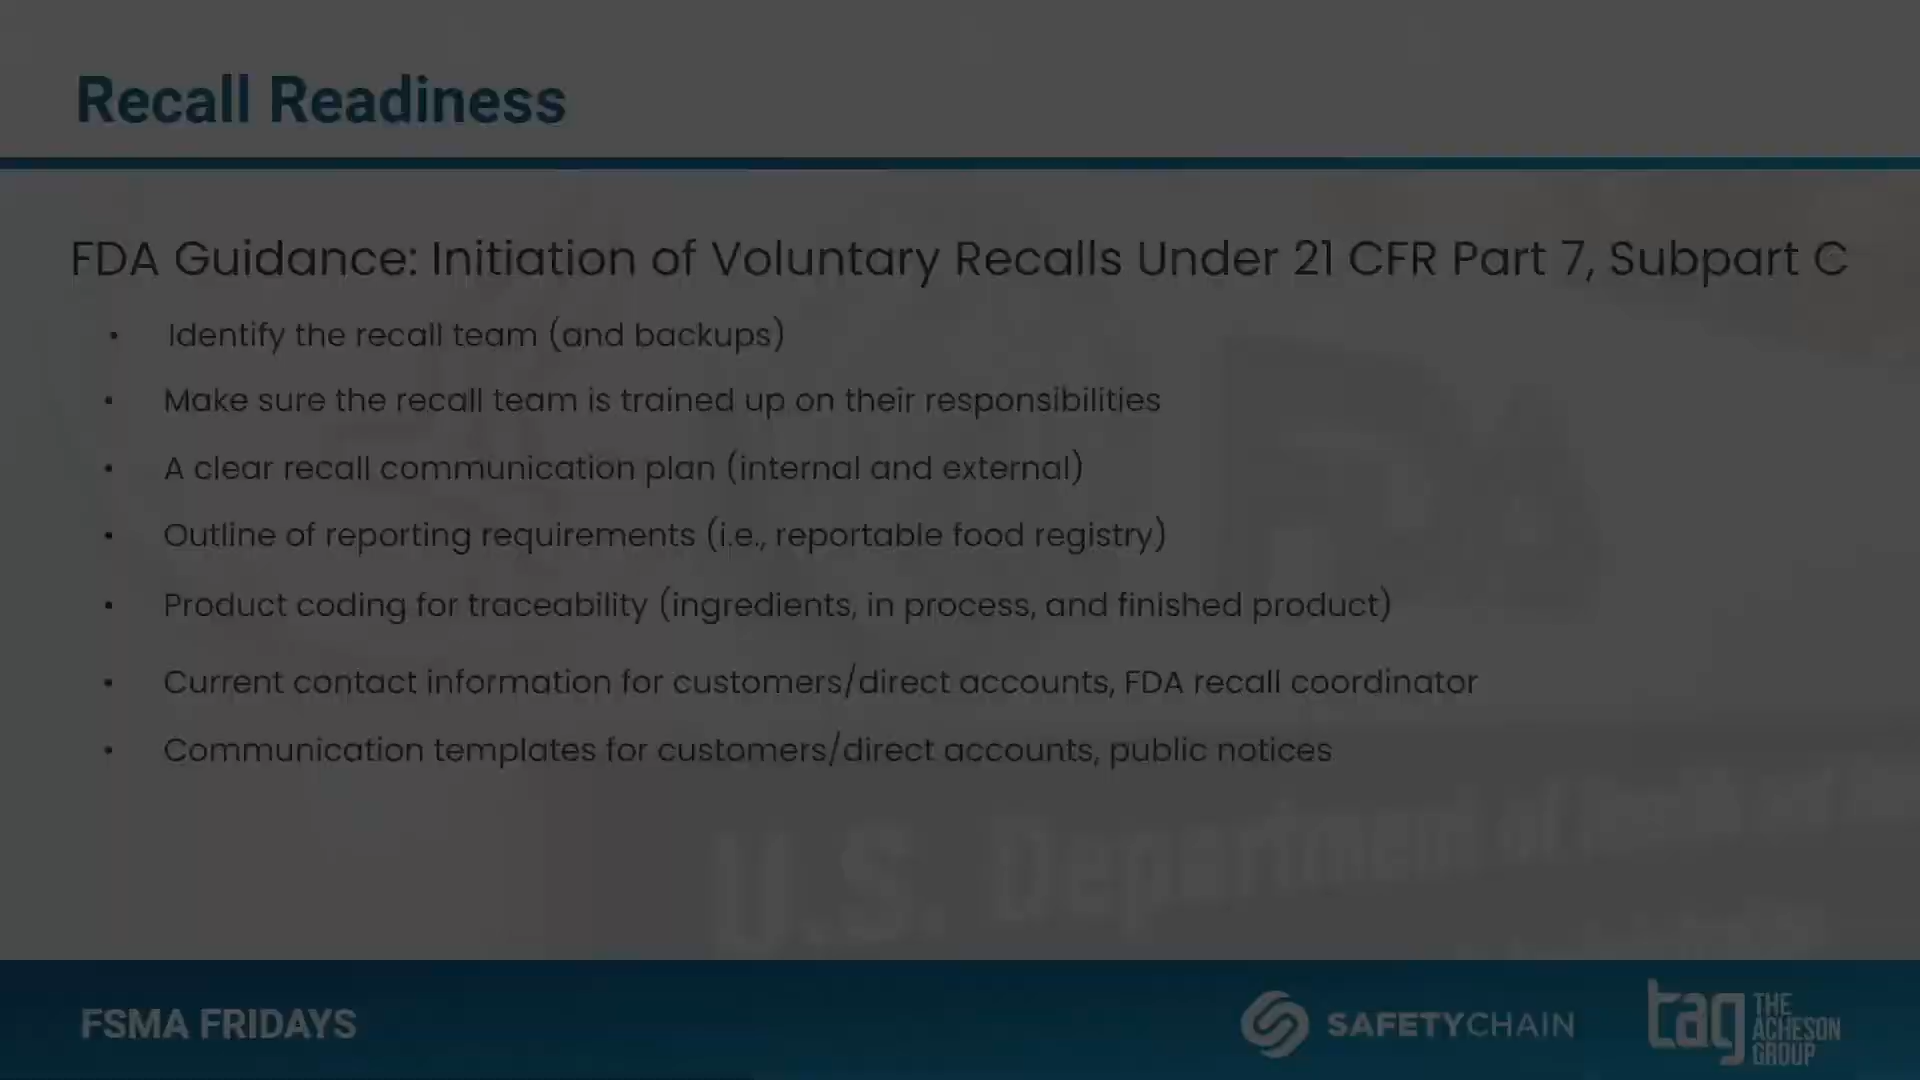 Recall Readiness
FDA Guidance: Initiation of Voluntary Recalls Under 21 CFR Part 7, Subpart C
• Identify the recall team (and backups)
• Make sure the recall team is trained up on their responsibilities
• A clear recall communication plan (internal and external)
• Outline of reporting requirements (i.e., reportable food registry)
• Product coding for traceability (ingredients, in process, and finished product)
• Current contact information for customers/direct accounts, FDA recall coordinator
• Communication templates for customers/direct accounts, public notices
U.S. Department of
FSMA FRIDAYS
SAFETYCHAIN
tag THE ACHESON GROUP